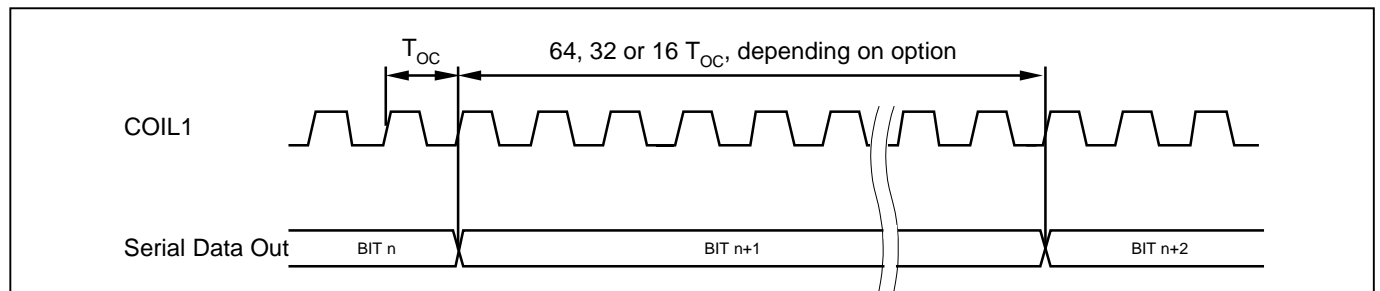 T_OC 64, 32 or 16 T_OC, depending on option
COIL1
Serial Data Out BIT n BIT n+1 BIT n+2